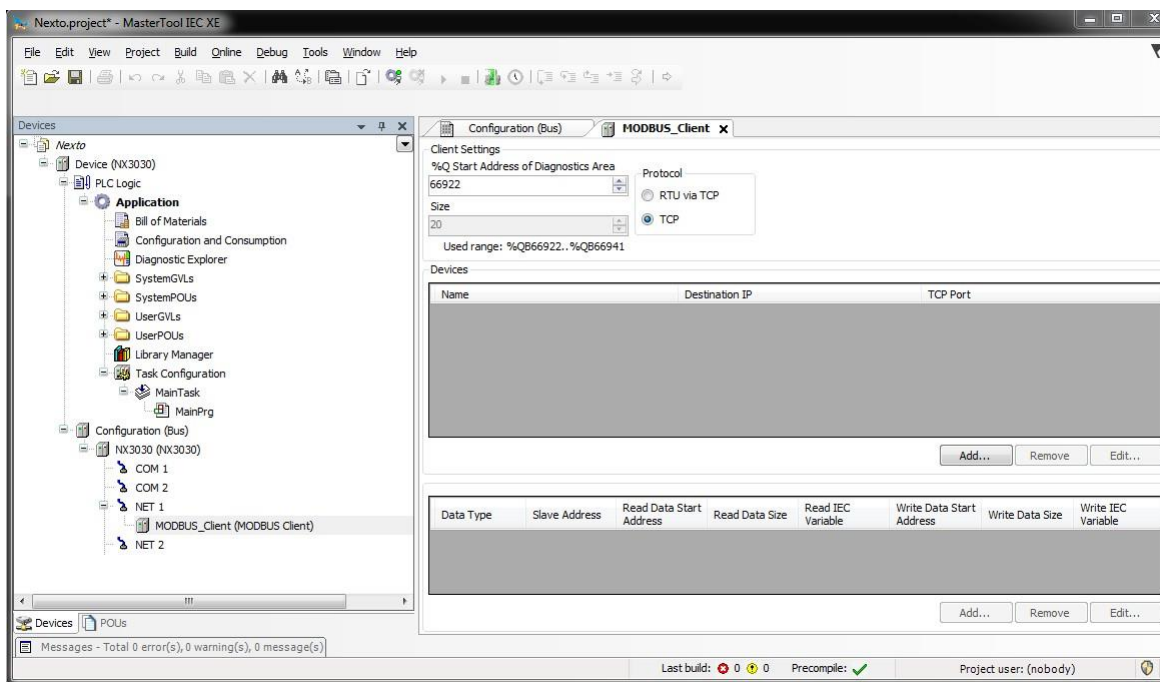 Nexto.project* - MasterTool IEC XE
File Edit View Project Build Online Debug Tools Window Help
Devices
Nexto
Device (NX3030)
PLC Logic
Application
Bill of Materials
Configuration and Consumption
Diagnostic Explorer
SystemGVLs
SystemPOUs
UserGVLs
UserPOUs
Library Manager
Task Configuration
MainTask
MainPrg
Configuration (Bus)
NX3030 (NX3030)
COM 1
COM 2
NET 1
MODBUS_Client (MODBUS Client)
NET 2
Devices POUs
Configuration (Bus) MODBUS_Client
Client Settings
%Q Start Address of Diagnostics Area
66922
Size
20
Used range: %QB66922..%QB66941
Protocol
RTU via TCP
TCP
Devices
Name Destination IP TCP Port
Add... Remove Edit...
Data Type Slave Address Read Data Start Address Read Data Size Read IEC Variable Write Data Start Address Write Data Size Write IEC Variable
Add... Remove Edit...
Messages - Total 0 error(s), 0 warning(s), 0 message(s)
Last build: 0 0 Precompile: Project user: (nobody)